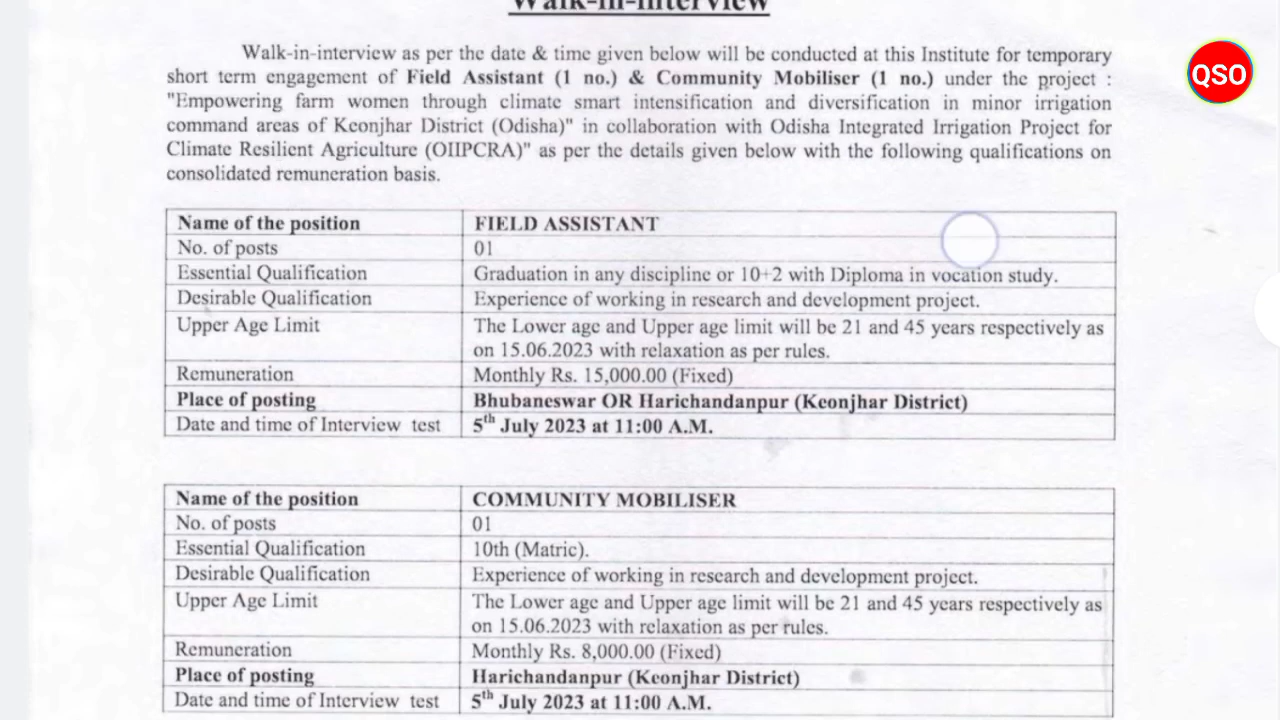 Walk-in-interview
Walk-in-interview as per the date & time given below will be conducted at this Institute for temporary
short term engagement of Field Assistant (1 no.) & Community Mobiliser (1 no.) under the project :
"Empowering farm women through climate smart intensification and diversification in minor irrigation
command areas of Keonjhar District (Odisha)" in collaboration with Odisha Integrated Irrigation Project for
Climate Resilient Agriculture (OIIPCRA)" as per the details given below with the following qualifications on
consolidated remuneration basis.
QSO
Name of the position FIELD ASSISTANT
No. of posts 01
Essential Qualification Graduation in any discipline or 10+2 with Diploma in vocation study.
Desirable Qualification Experience of working in research and development project.
Upper Age Limit The Lower age and Upper age limit will be 21 and 45 years respectively as
on 15.06.2023 with relaxation as per rules.
Remuneration Monthly Rs. 15,000.00 (Fixed)
Place of posting Bhubaneswar OR Harichandanpur (Keonjhar District)
Date and time of Interview test 5th July 2023 at 11:00 A.M.
Name of the position COMMUNITY MOBILISER
No. of posts 01
Essential Qualification 10th (Matric).
Desirable Qualification Experience of working in research and development project.
Upper Age Limit The Lower age and Upper age limit will be 21 and 45 years respectively as
on 15.06.2023 with relaxation as per rules.
Remuneration Monthly Rs. 8,000.00 (Fixed)
Place of posting Harichandanpur (Keonjhar District)
Date and time of Interview test 5th July 2023 at 11:00 A.M.